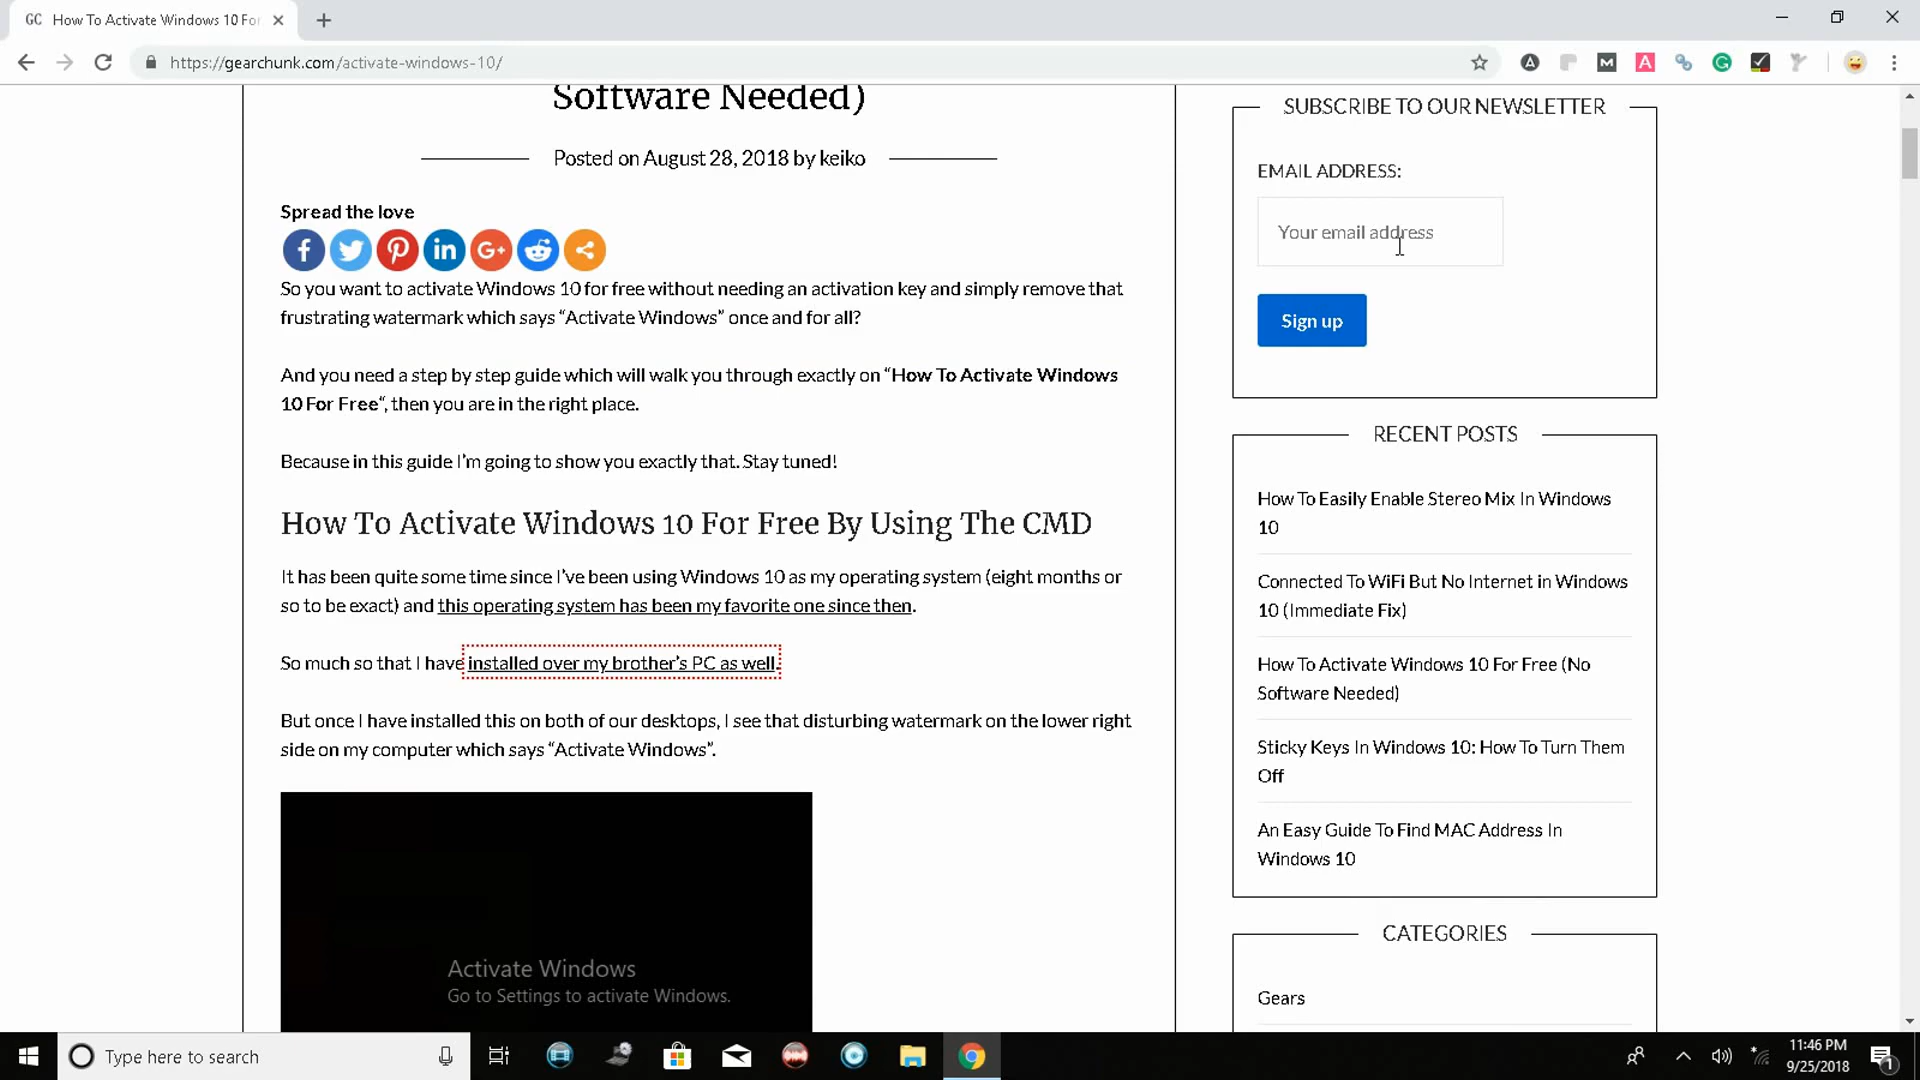 GC How To Activate Windows 10 For
https://gearchunk.com/activate-windows-10/
Software Needed)
Posted on August 28, 2018 by keiko
Spread the love
So you want to activate Windows 10 for free without needing an activation key and simply remove that
frustrating watermark which says “Activate Windows” once and for all?
And you need a step by step guide which will walk you through exactly on “How To Activate Windows
10 For Free“, then you are in the right place.
Because in this guide I’m going to show you exactly that. Stay tuned!
How To Activate Windows 10 For Free By Using The CMD
It has been quite some time since I’ve been using Windows 10 as my operating system (eight months or
so to be exact) and this operating system has been my favorite one since then.
So much so that I have installed over my brother’s PC as well.
But once I have installed this on both of our desktops, I see that disturbing watermark on the lower right
side on my computer which says “Activate Windows”.
Activate Windows
Go to Settings to activate Windows.
SUBSCRIBE TO OUR NEWSLETTER
EMAIL ADDRESS:
Your email address
Sign up
RECENT POSTS
How To Easily Enable Stereo Mix In Windows
10
Connected To WiFi But No Internet in Windows
10 (Immediate Fix)
How To Activate Windows 10 For Free (No
Software Needed)
Sticky Keys In Windows 10: How To Turn Them
Off
An Easy Guide To Find MAC Address In
Windows 10
CATEGORIES
Gears
Type here to search
11:46 PM
9/25/2018
1